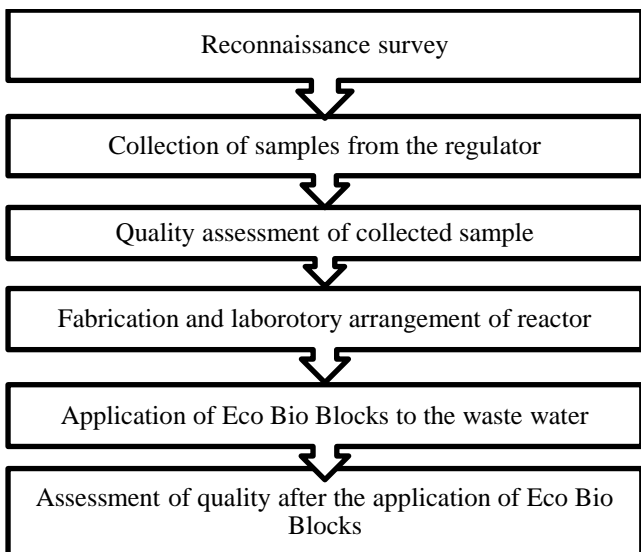 Reconnaissance survey
Collection of samples from the regulator
Quality assessment of collected sample
Fabrication and laborotory arrangement of reactor
Application of Eco Bio Blocks to the waste water
Assessment of quality after the application of Eco Bio
Blocks